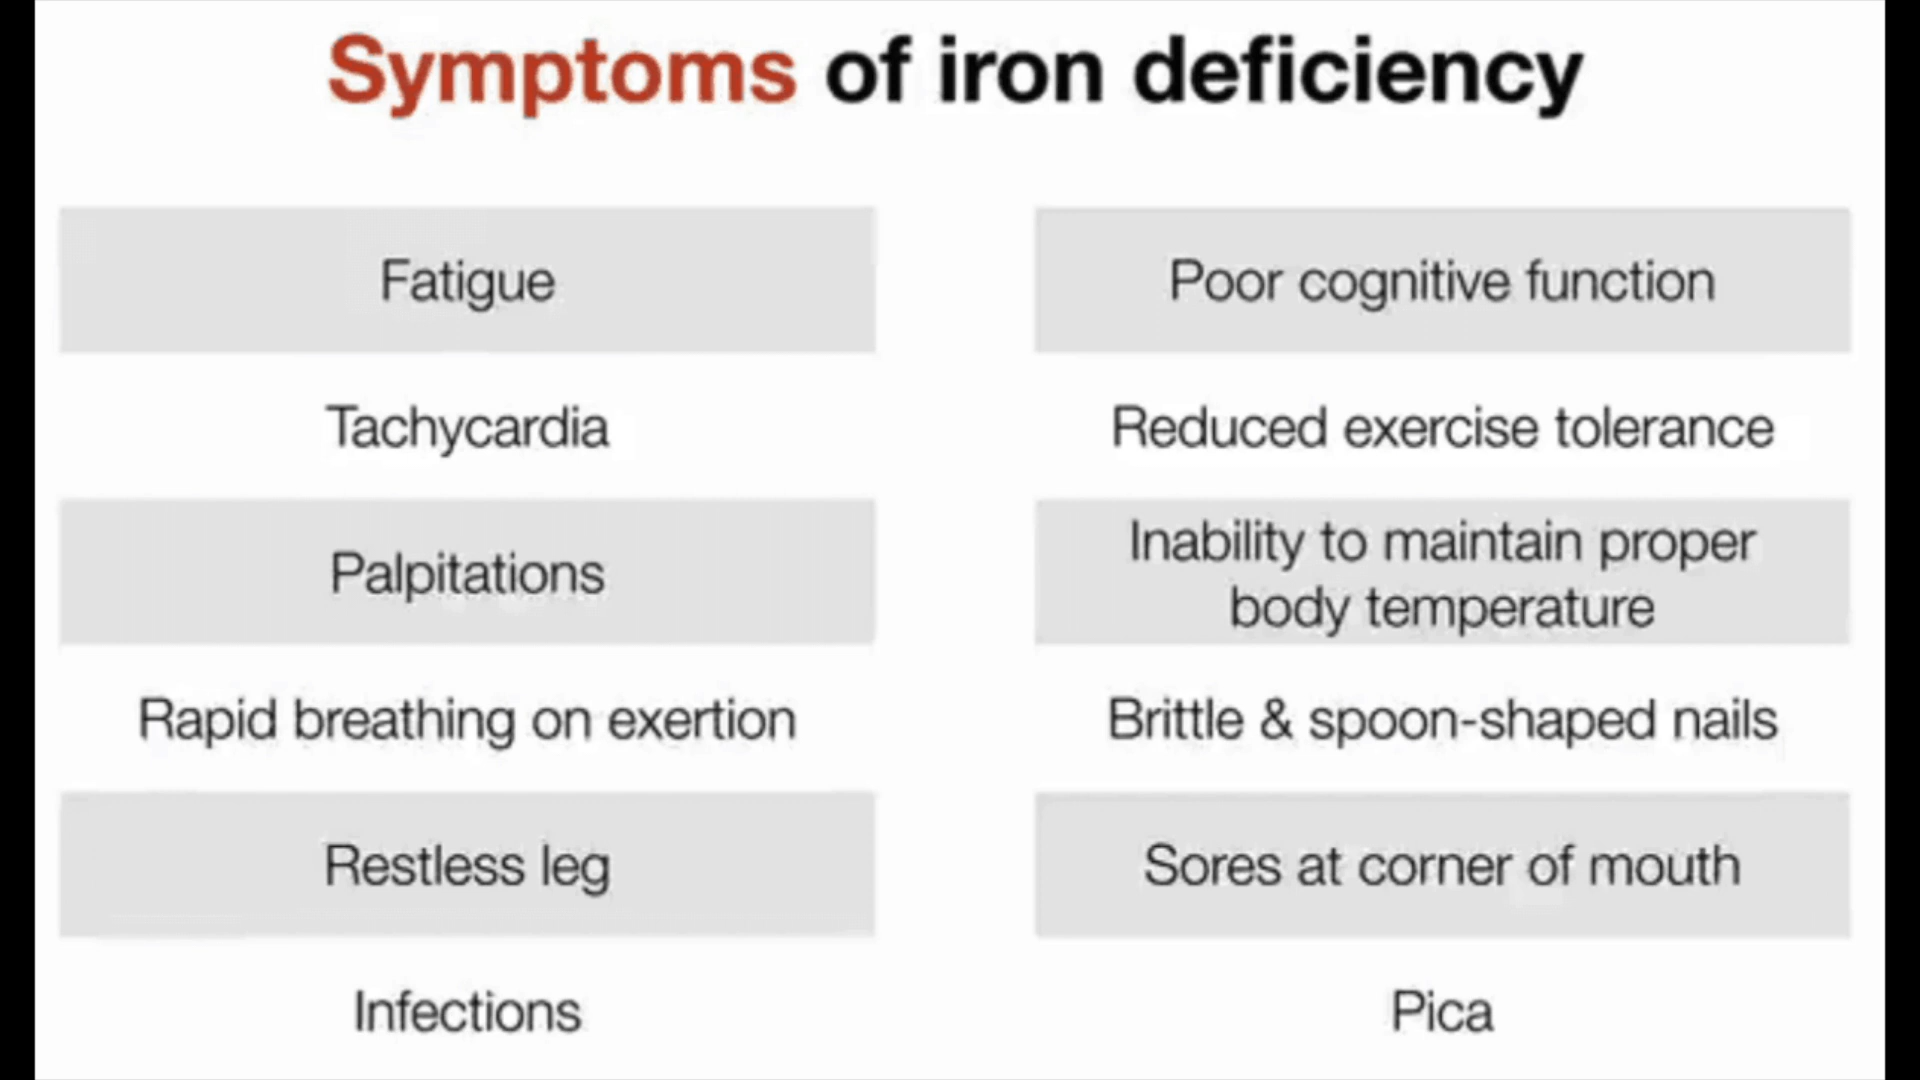 Symptoms of iron deficiency
Fatigue
Poor cognitive function
Tachycardia
Reduced exercise tolerance
Palpitations
Inability to maintain proper
body temperature
Rapid breathing on exertion
Brittle & spoon-shaped nails
Restless leg
Sores at corner of mouth
Infections
Pica